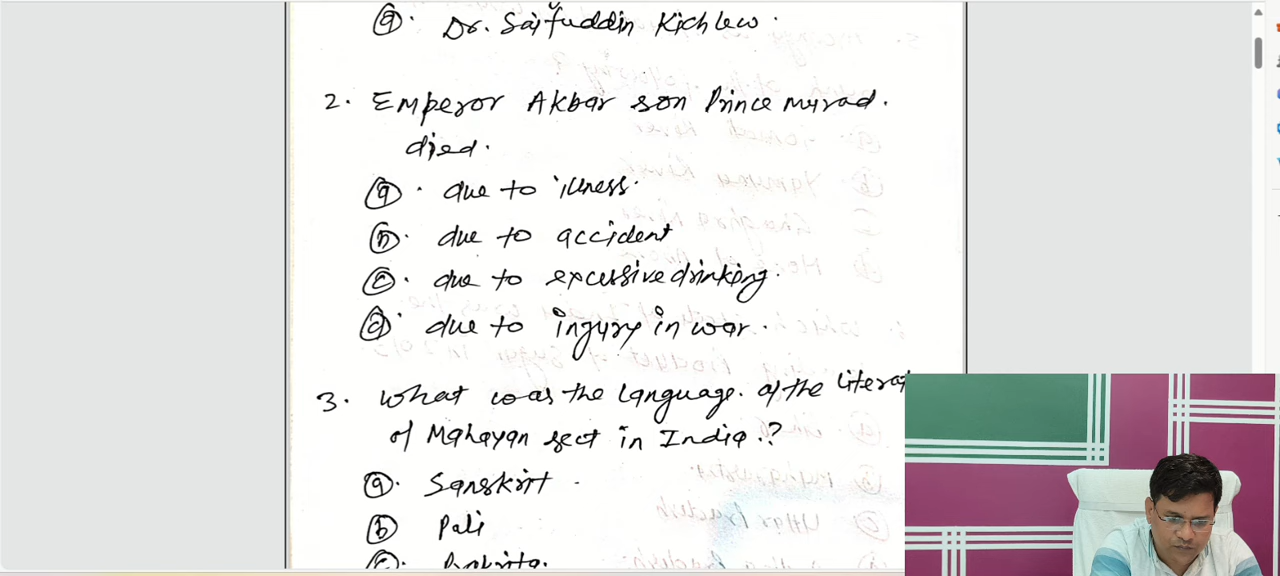 (d). Dr. Saifuddin Kichlew.
2. Emperor Akbar son Prince Murad.
died.
(a). due to illness.
(b). due to accident
(c). due to excessive drinking.
(d). due to ingury in war.
3. What was the language. of the
of Mahayan sect in India.?
(a). Sanskrit.
(b) Pali